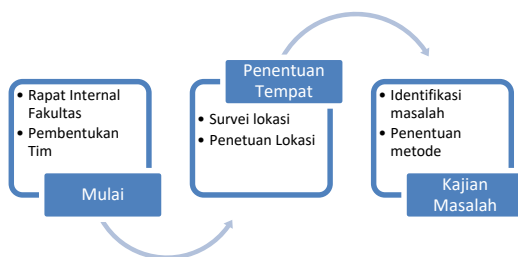 • Rapat Internal
Fakultas
• Pembentukan
Tim
Mulai
Penentuan
Tempat
• Survei lokasi
• Penetuan Lokasi
• Identifikasi
masalah
• Penentuan
metode
Kajian
Masalah